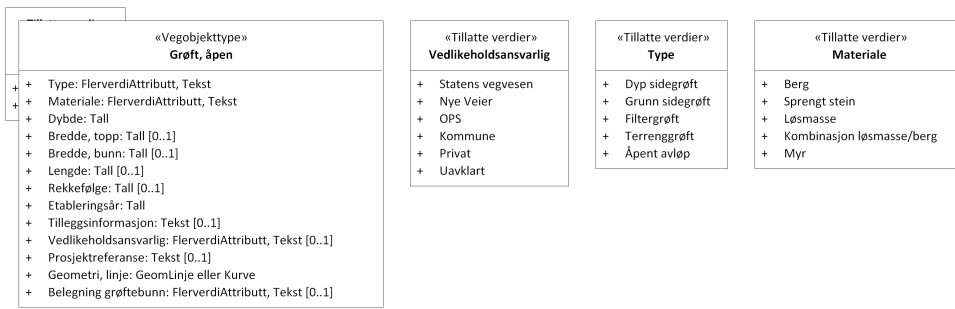 «Vegobjekttype»
Grøft, åpen
+ Type: FlerverdiAttributt, Tekst
+ Materiale: FlerverdiAttributt, Tekst
+ Dybde: Tall
+ Bredde, topp: Tall [0..1]
+ Bredde, bunn: Tall [0..1]
+ Lengde: Tall [0..1]
+ Rekkefølge: Tall [0..1]
+ Etableringsår: Tall
+ Tilleggsinformasjon: Tekst [0..1]
+ Vedlikeholdsansvarlig: FlerverdiAttributt, Tekst [0..1]
+ Prosjektreferanse: Tekst [0..1]
+ Geometri, linje: GeomLinje eller Kurve
+ Belegning grøftebunn: FlerverdiAttributt, Tekst [0..1]
+
+
«Tillatte verdier»
Vedlikeholdsansvarlig
+ Statens vegvesen
+ Nye Veier
+ OPS
+ Kommune
+ Privat
+ Uavklart
«Tillatte verdier»
Type
+ Dyp sidegrøft
+ Grunn sidegrøft
+ Filtergrøft
+ Terrenggrøft
+ Åpent avløp
«Tillatte verdier»
Materiale
+ Berg
+ Sprengt stein
+ Løsmasse
+ Kombinasjon løsmasse/berg
+ Myr